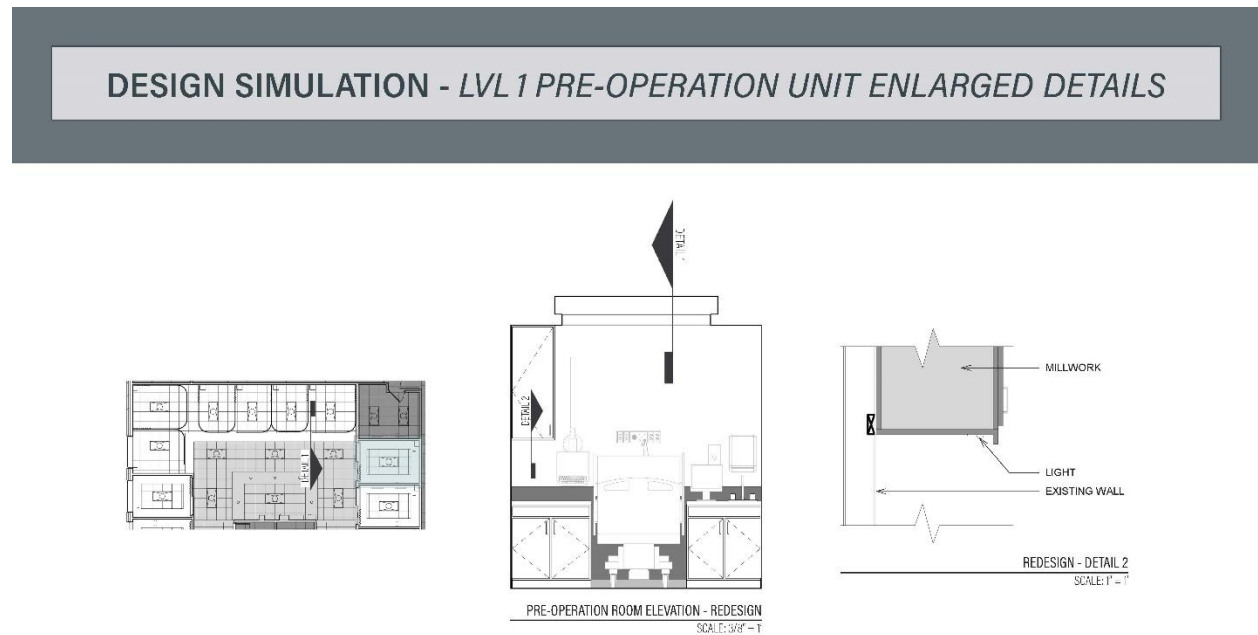 DESIGN SIMULATION - LVL 1 PRE-OPERATION UNIT ENLARGED DETAILS
DETAIL 1
DETAIL 1
DETAIL 2
MILLWORK
LIGHT
EXISTING WALL
REDESIGN - DETAIL 2
SCALE: 1" = 1'
PRE-OPERATION ROOM ELEVATION - REDESIGN
SCALE: 3/8" = 1'